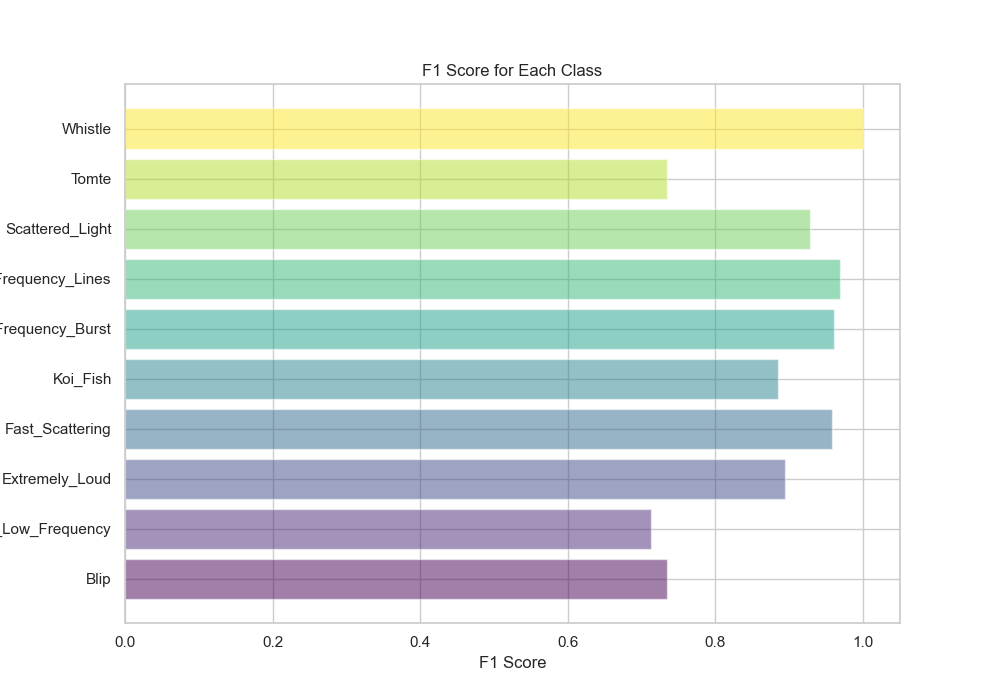 F1 Score for Each Class
Whistle
Tomte
Scattered_Light
Frequency_Lines
Frequency_Burst
Koi_Fish
Fast_Scattering
Extremely_Loud
_Low_Frequency
Blip
0.0 0.2 0.4 0.6 0.8 1.0
F1 Score